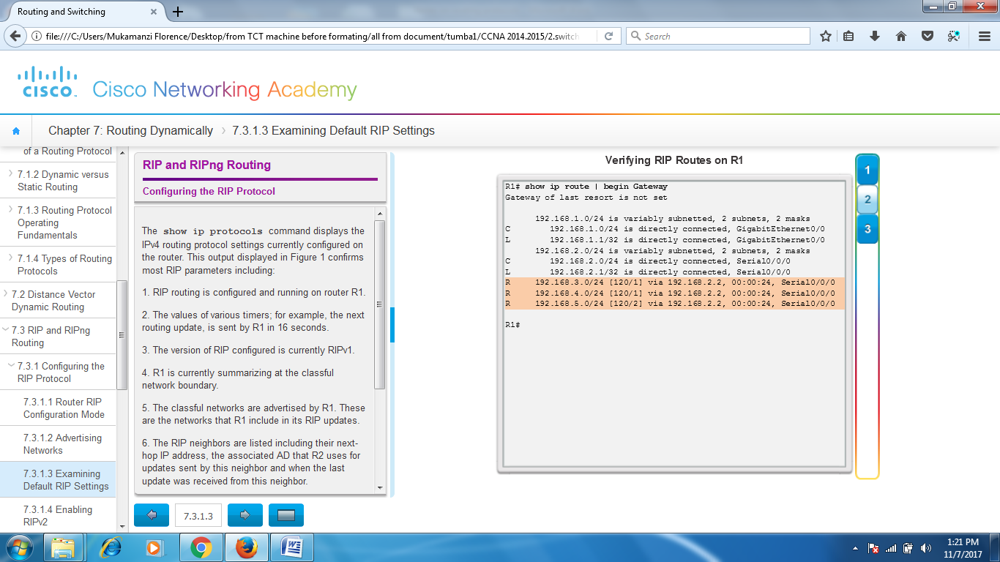 Routing and Switching
file:///C:/Users/Mukamanzi Florence/Desktop/from TCT machine before formating/all from document/tumba1/CCNA 2014.2015/2.switch
Search
CISCO.
Cisco Networking Academy
Chapter 7: Routing Dynamically
7.3.1.3 Examining Default RIP Settings
of a Routing Protocol
7.1.2 Dynamic versus
Static Routing
7.1.3 Routing Protocol
Operating
Fundamentals
7.1.4 Types of Routing
Protocols
7.2 Distance Vector
Dynamic Routing
7.3 RIP and RIPng
Routing
7.3.1 Configuring the
RIP Protocol
7.3.1.1 Router RIP
Configuration Mode
7.3.1.2 Advertising
Networks
7.3.1.3 Examining
Default RIP Settings
7.3.1.4 Enabling
RIPv2
RIP and RIPng Routing
Configuring the RIP Protocol
The show ip protocols command displays the
IPv4 routing protocol settings currently configured on
the router. This output displayed in Figure 1 confirms
most RIP parameters including:
1. RIP routing is configured and running on router R1.
2. The values of various timers; for example, the next
routing update, is sent by R1 in 16 seconds.
3. The version of RIP configured is currently RIPv1.
4. R1 is currently summarizing at the classful
network boundary.
5. The classful networks are advertised by R1. These
are the networks that R1 include in its RIP updates.
6. The RIP neighbors are listed including their next-
hop IP address, the associated AD that R2 uses for
updates sent by this neighbor and when the last
update was received from this neighbor.
7.3.1.3
Verifying RIP Routes on R1
R1# show ip route | begin Gateway
Gateway of last resort is not set
192.168.1.0/24 is variably subnetted, 2 subnets, 2 masks
C 192.168.1.0/24 is directly connected, GigabitEthernet0/0
L 192.168.1.1/32 is directly connected, GigabitEthernet0/0
192.168.2.0/24 is variably subnetted, 2 subnets, 2 masks
C 192.168.2.0/24 is directly connected, Serial0/0/0
L 192.168.2.1/32 is directly connected, Serial0/0/0
R 192.168.3.0/24 [120/1] via 192.168.2.2, 00:00:24, Serial0/0/0
R 192.168.4.0/24 [120/1] via 192.168.2.2, 00:00:24, Serial0/0/0
R 192.168.5.0/24 [120/2] via 192.168.2.2, 00:00:24, Serial0/0/0
R1#
1
2
3
1:21 PM
11/7/2017